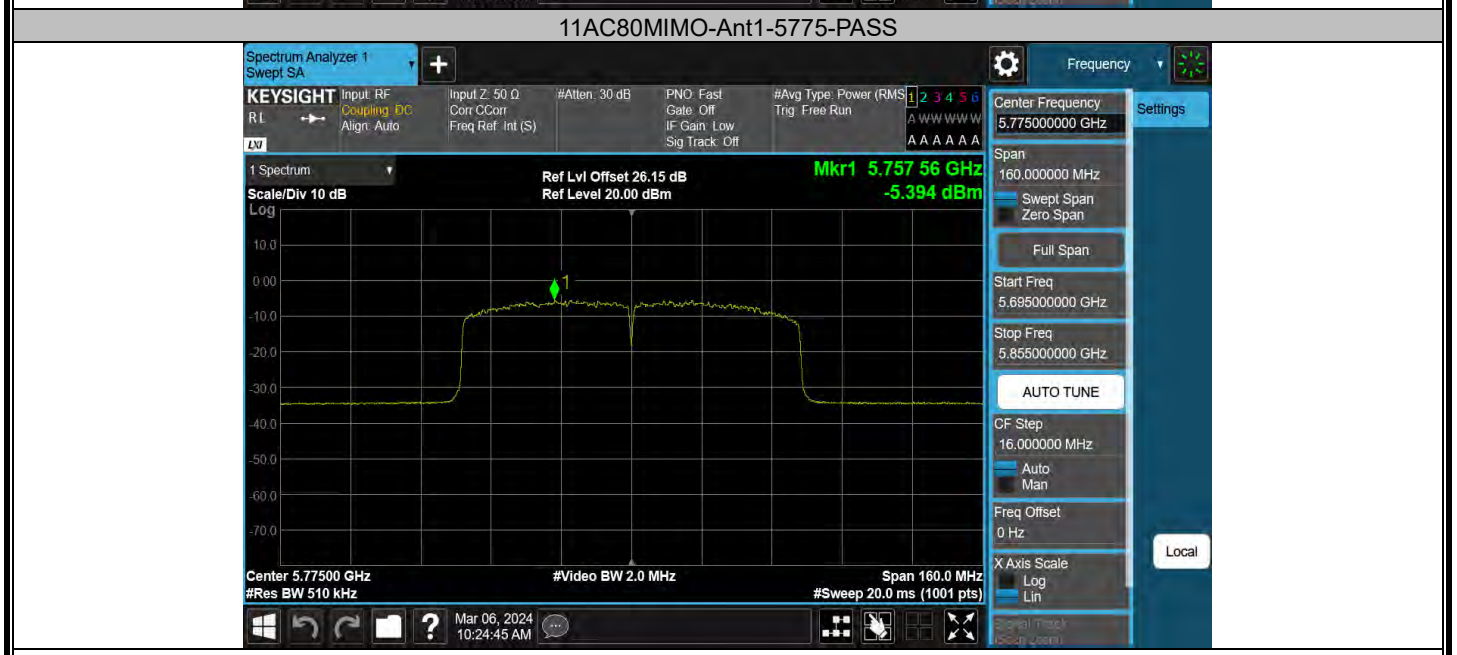 11AC80MIMO-Ant1-5775-PASS
Spectrum Analyzer 1
Swept SA
Frequency
KEYSIGHT
RL
LXI
Input: RF
Coupling: DC
Align: Auto
Input Z: 50 Ω
Corr CCorr
Freq Ref: Int (S)
#Atten: 30 dB
PNO: Fast
Gate: Off
IF Gain: Low
Sig Track: Off
#Avg Type: Power (RMS
Trig: Free Run
1 2 3 4 5 6
A WW WW W
A A A A A A
Center Frequency
5.775000000 GHz
Settings
1 Spectrum
Scale/Div 10 dB
Log
Ref Lvl Offset 26.15 dB
Ref Level 20.00 dBm
Mkr1 5.757 56 GHz
-5.394 dBm
Span
160.000000 MHz
Swept Span
Zero Span
Full Span
Start Freq
5.695000000 GHz
Stop Freq
5.855000000 GHz
AUTO TUNE
CF Step
16.000000 MHz
Auto
Man
Freq Offset
0 Hz
X Axis Scale
Log
Lin
Local
10.0
0.00
-10.0
-20.0
-30.0
-40.0
-50.0
-60.0
-70.0
1
Center 5.77500 GHz
#Res BW 510 kHz
#Video BW 2.0 MHz
Span 160.0 MHz
#Sweep 20.0 ms (1001 pts)
?
Mar 06, 2024
10:24:45 AM
Signal Track
(Span Zoom)